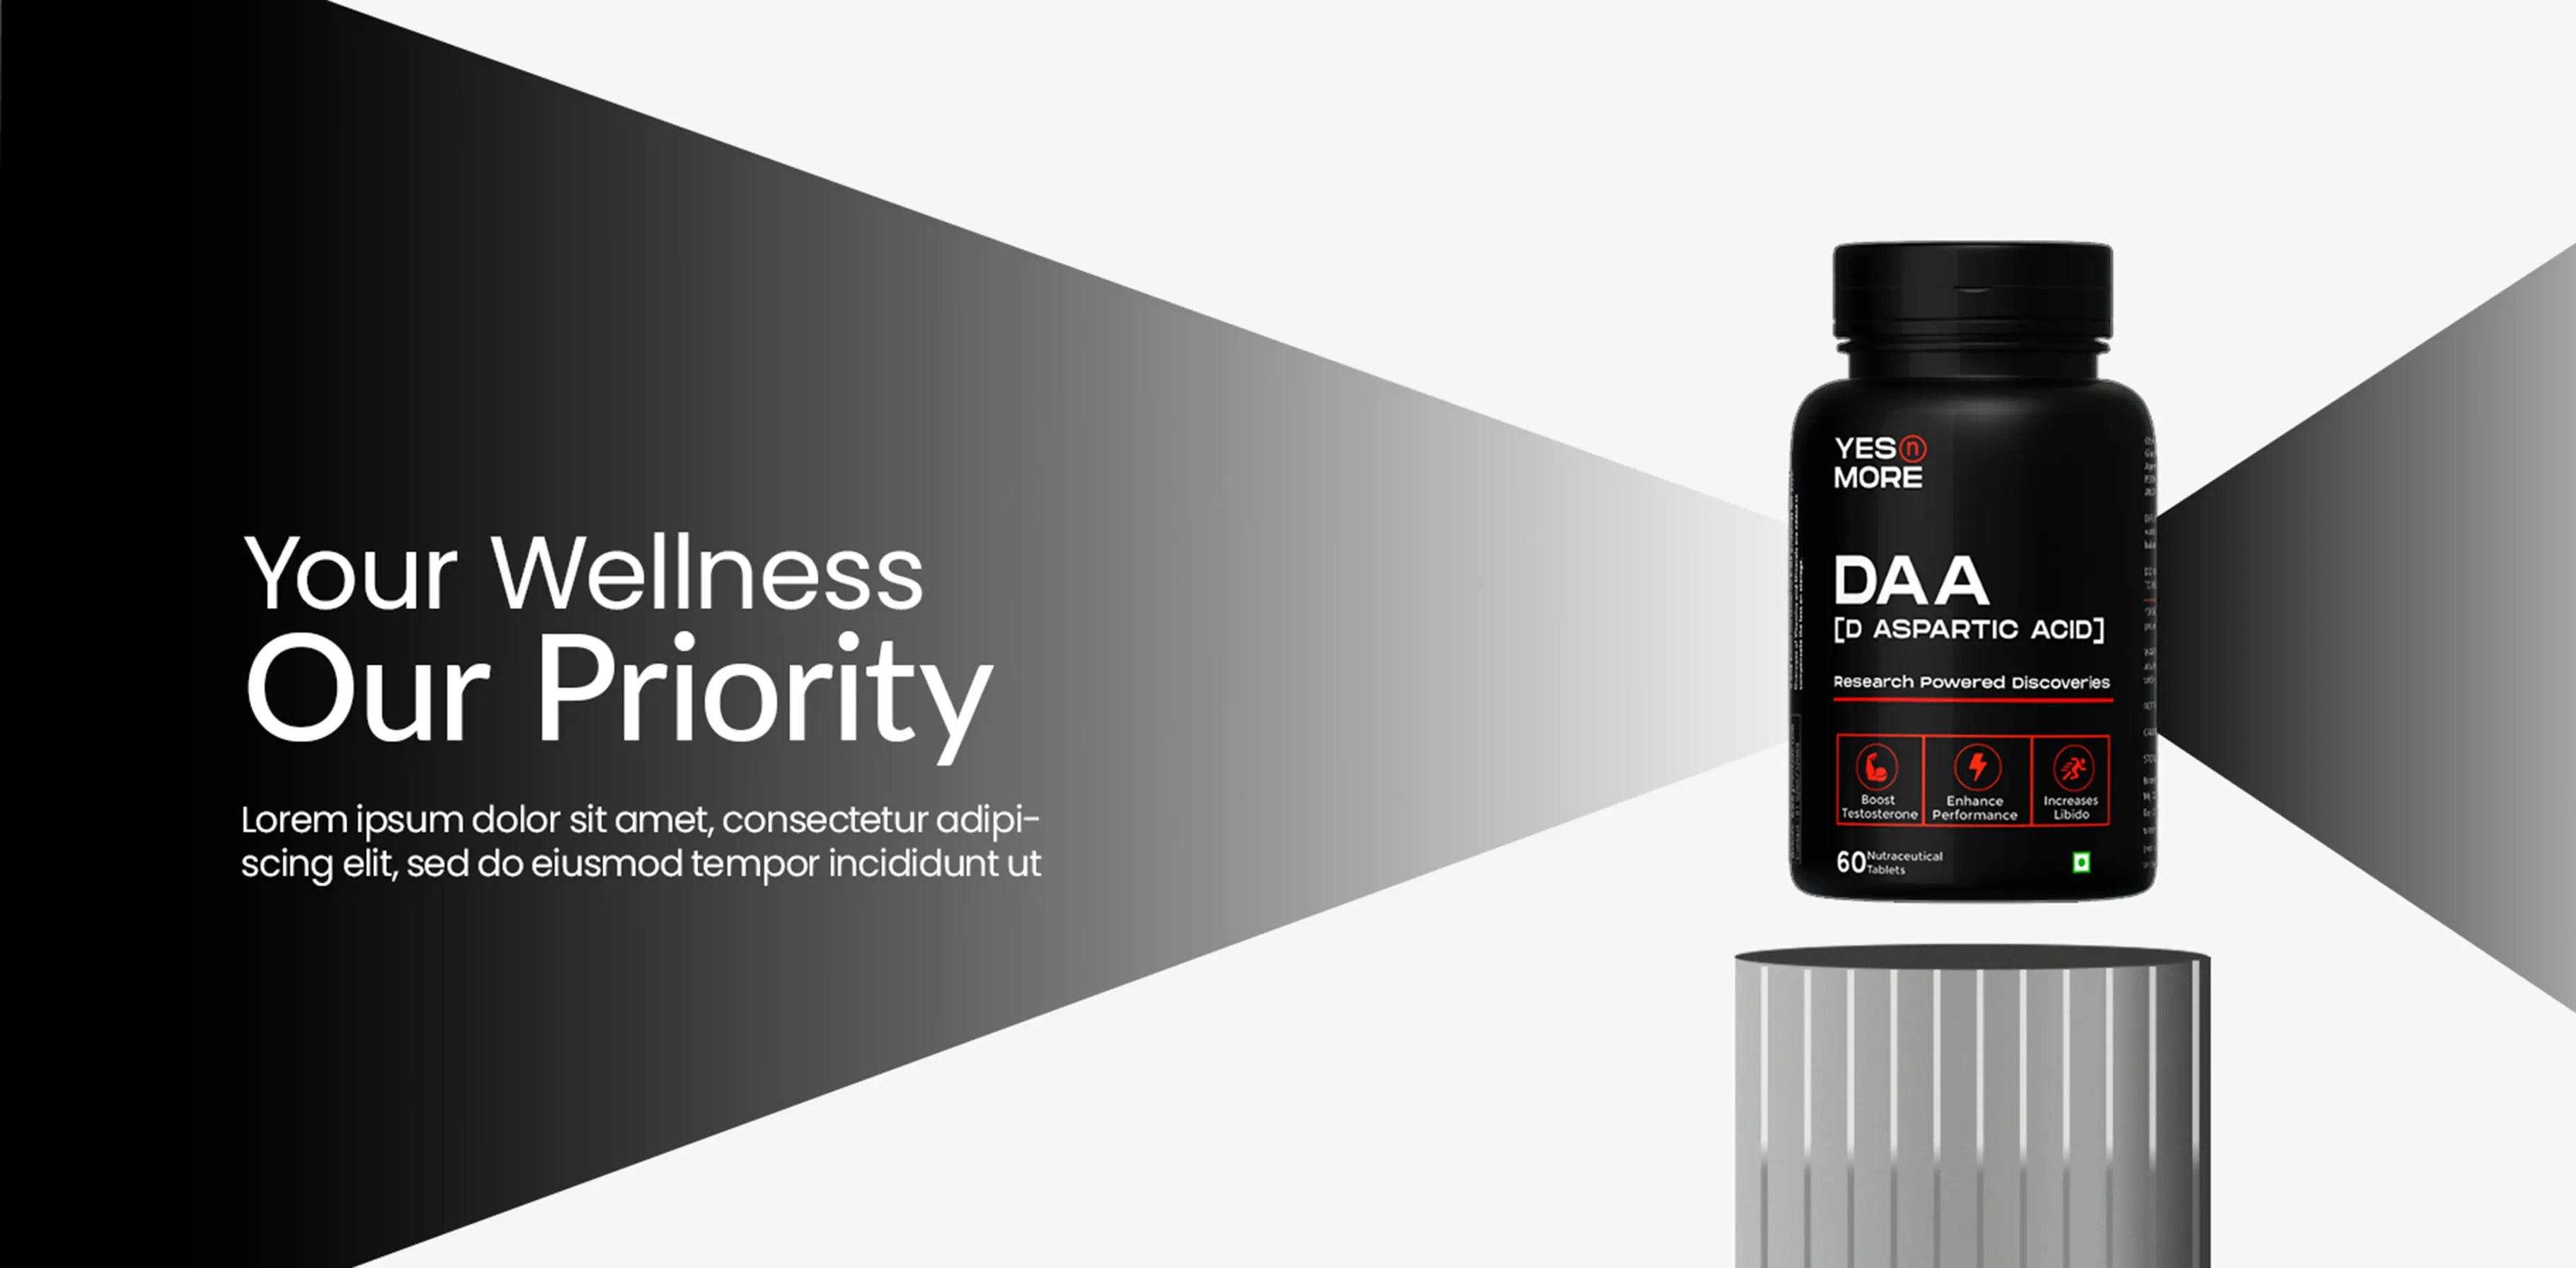 Your Wellness
Our Priority
Lorem ipsum dolor sit amet, consectetur adipi-
scing elit, sed do eiusmod tempor incididunt ut
YES n
MORE
DAA
[D ASPARTIC ACID]
Research Powered Discoveries
Boost
Testosterone
Enhance
Performance
Increases
Libido
60 Nutraceutical
Tablets